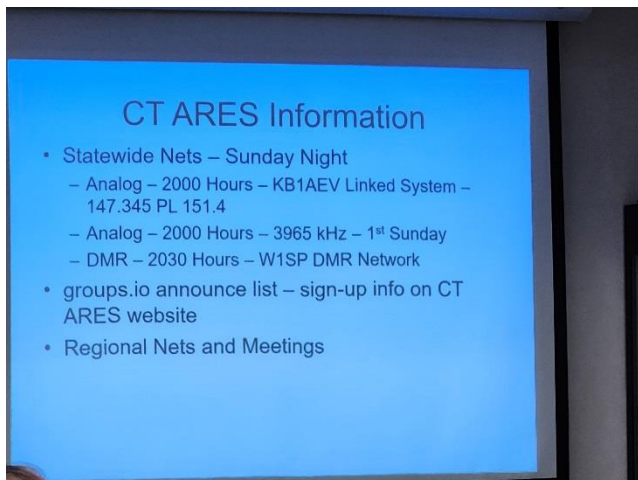 CT ARES Information
• Statewide Nets – Sunday Night
– Analog – 2000 Hours – KB1AEV Linked System –
147.345 PL 151.4
– Analog – 2000 Hours – 3965 kHz – 1st Sunday
– DMR – 2030 Hours – W1SP DMR Network
• groups.io announce list – sign-up info on CT
ARES website
• Regional Nets and Meetings